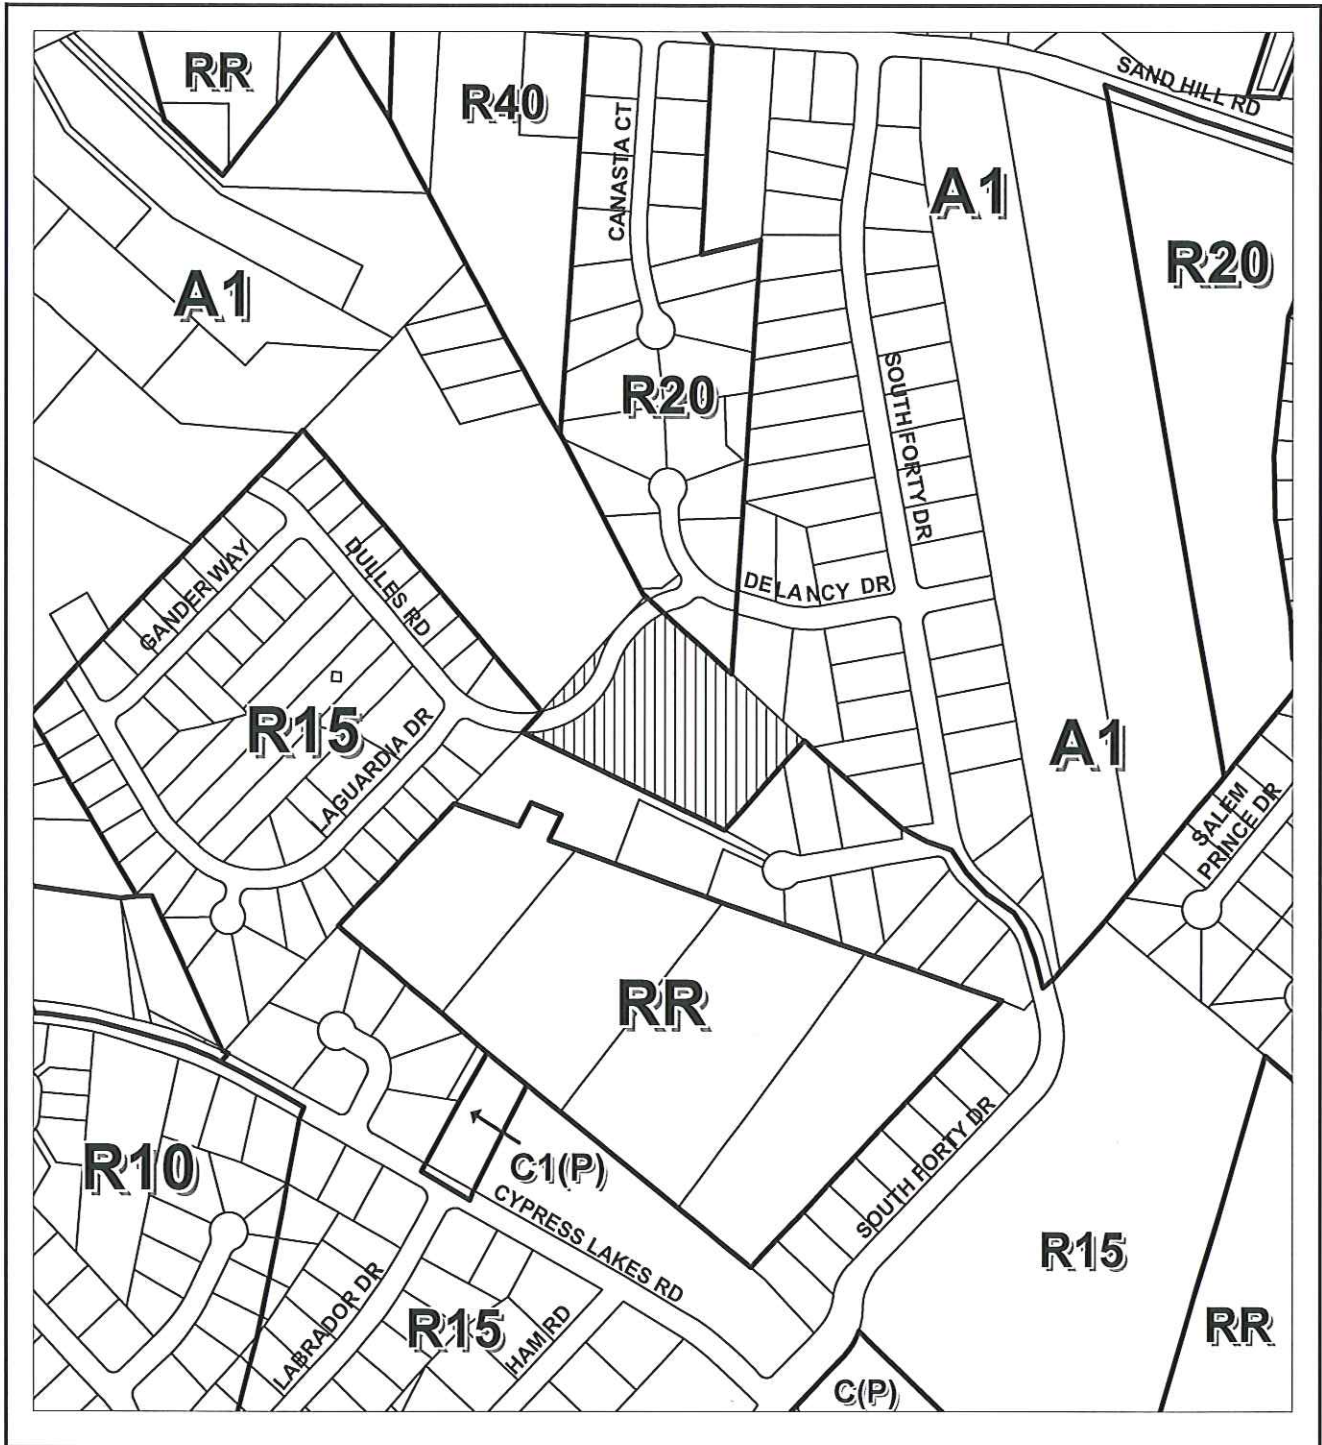 RR
R40
SAND HILL RD
CANASTA CT
A1
R20
A1
R20
SOUTH FORTY DR
GANDER WAY
DULLES RD
DELANCY DR
R15
LAGUARDIA DR
A1
SALEM
PRINCE DR
RR
R10
C1(P)
CYPRESS LAKES RD
SOUTH FORTY DR
R15
LABRADOR DR
R15
HAM RD
RR
C(P)